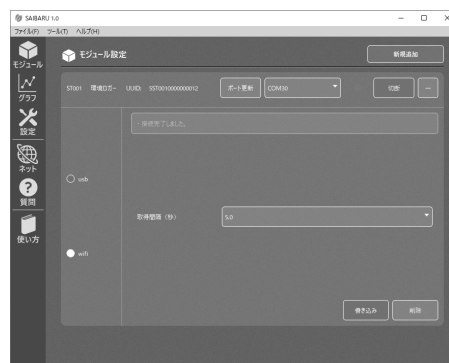 SAIBARU 1.0
ファイル(F) ツール(T) ヘルプ(H)
モジュール
グラフ
設定
ネット
質問
使い方
モジュール設定
新規追加
ST001 環境ロガー UUID: SST0010000000012 ポート更新 COM30 切断 ...
・接続完了しました。
usb
取得間隔（秒） 5.0
wifi
書き込み 削除